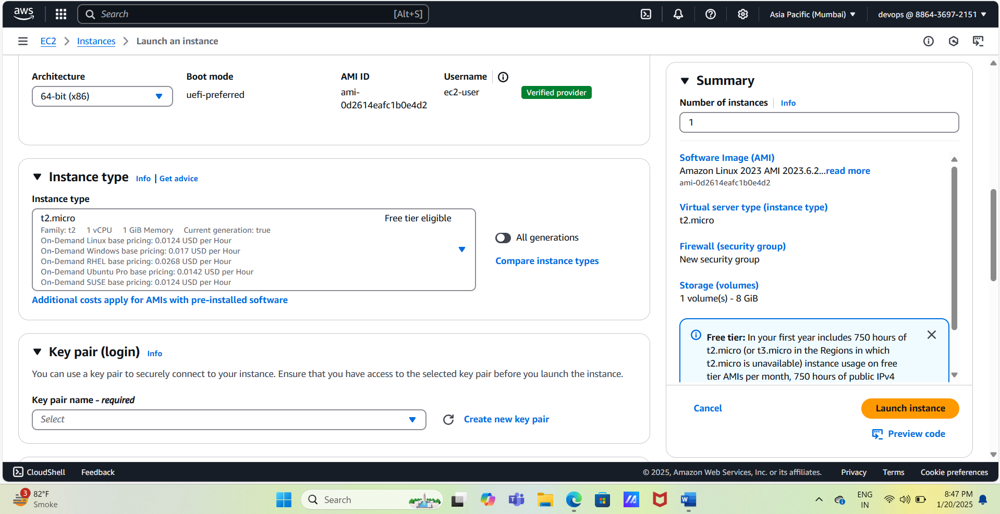 aws
Search
[Alt+S]
Asia Pacific (Mumbai)
devops @ 8864-3697-2151
EC2
Instances
Launch an instance
Architecture
64-bit (x86)
Boot mode
uefi-preferred
AMI ID
ami-
0d2614eafc1b0e4d2
Username
ec2-user
Verified provider
Instance type
Info | Get advice
Instance type
t2.micro
Free tier eligible
Family: t2 1 vCPU 1 GiB Memory Current generation: true
On-Demand Linux base pricing: 0.0124 USD per Hour
On-Demand Windows base pricing: 0.017 USD per Hour
On-Demand RHEL base pricing: 0.0268 USD per Hour
On-Demand Ubuntu Pro base pricing: 0.0142 USD per Hour
On-Demand SUSE base pricing: 0.0124 USD per Hour
All generations
Compare instance types
Additional costs apply for AMIs with pre-installed software
Key pair (login)
Info
You can use a key pair to securely connect to your instance. Ensure that you have access to the selected key pair before you launch the instance.
Key pair name - required
Select
Create new key pair
Summary
Number of instances
Info
1
Software Image (AMI)
Amazon Linux 2023 AMI 2023.6.2...read more
ami-0d2614eafc1b0e4d2
Virtual server type (instance type)
t2.micro
Firewall (security group)
New security group
Storage (volumes)
1 volume(s) - 8 GiB
Free tier: In your first year includes 750 hours of
t2.micro (or t3.micro in the Regions in which
t2.micro is unavailable) instance usage on free
tier AMIs per month, 750 hours of public IPv4
Cancel
Launch instance
Preview code
CloudShell
Feedback
© 2025, Amazon Web Services, Inc. or its affiliates.
Privacy
Terms
Cookie preferences
3
82°F
Smoke
Search
T
W
ENG
IN
8:47 PM
1/20/2025